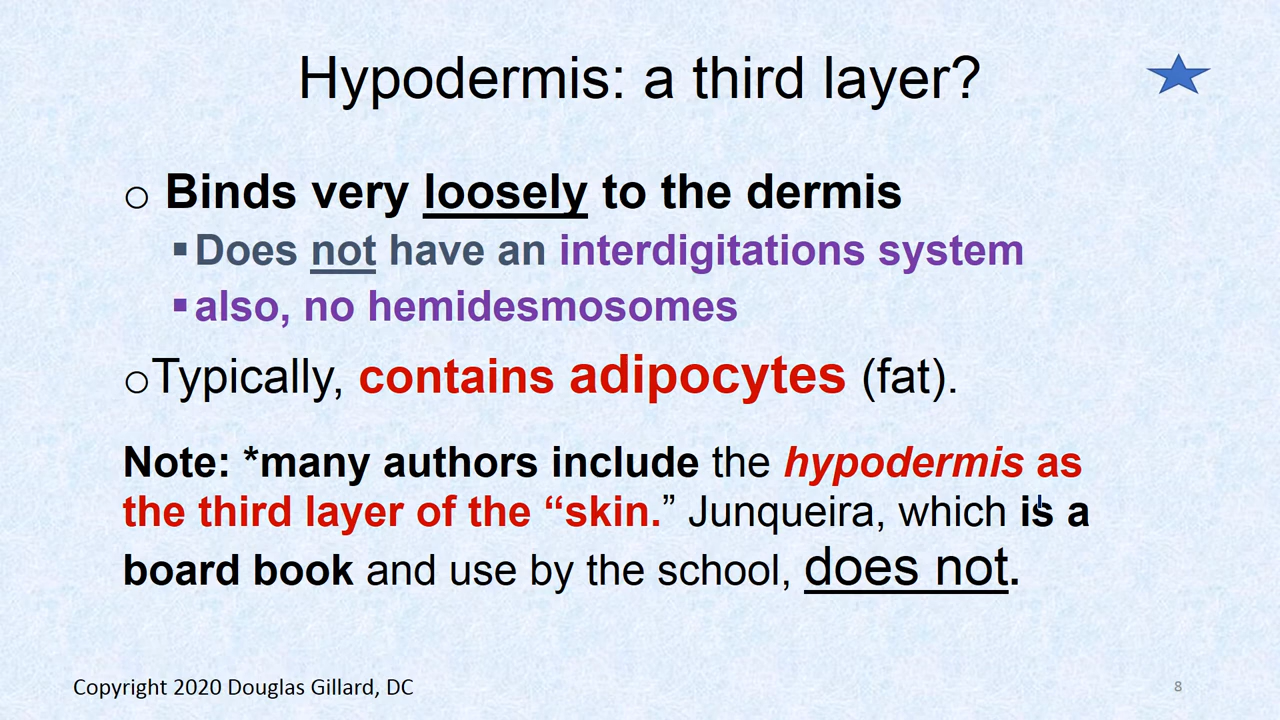 Hypodermis: a third layer?
Binds very loosely to the dermis
Does not have an interdigitations system
also, no hemidesmosomes
Typically, contains adipocytes (fat).
Note: *many authors include the hypodermis as
the third layer of the “skin.” Junqueira, which is a
board book and use by the school, does not.
Copyright 2020 Douglas Gillard, DC
8